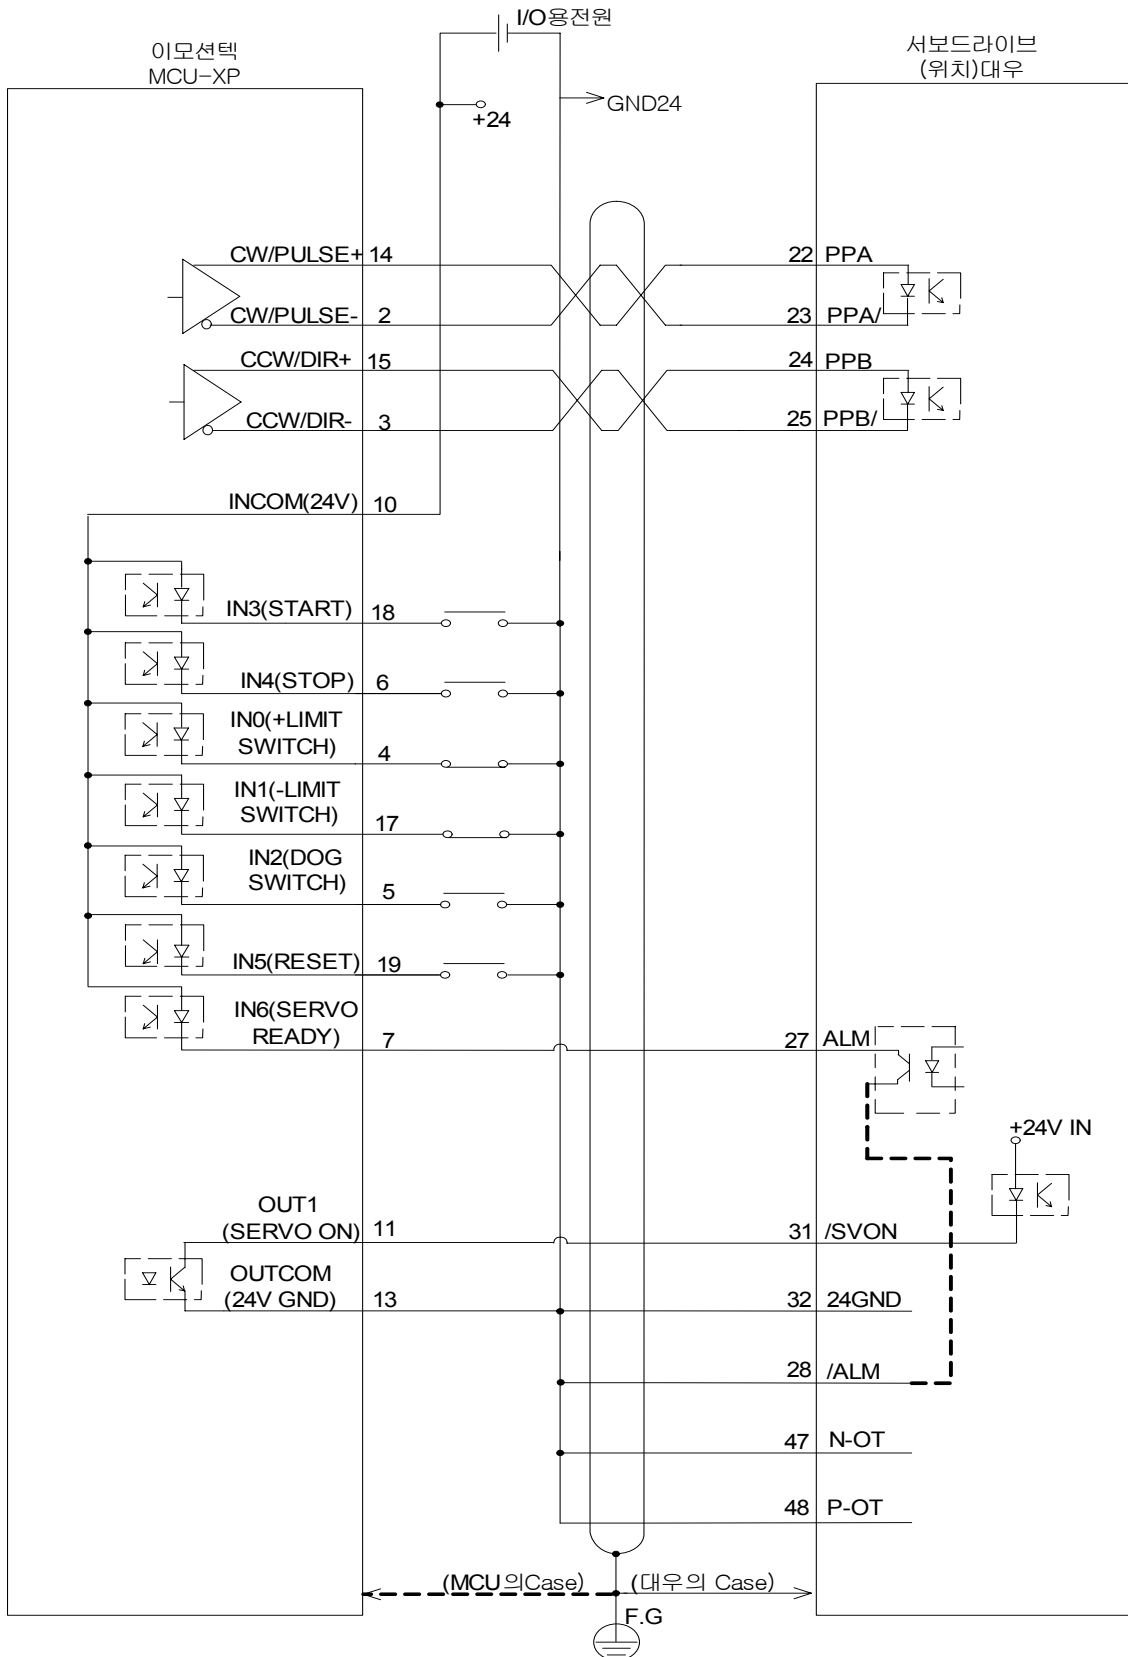 I/O용전원
이모션텍
MCU-XP
서보드라이브
(위치)대우
+24
GND24
CW/PULSE+ 14
22 PPA
CW/PULSE- 2
23 PPA/
CCW/DIR+ 15
24 PPB
CCW/DIR- 3
25 PPB/
INCOM(24V) 10
IN3(START) 18
IN4(STOP) 6
IN0(+LIMIT
SWITCH) 4
IN1(-LIMIT
SWITCH) 17
IN2(DOG
SWITCH) 5
IN5(RESET) 19
IN6(SERVO
READY) 7
27 ALM
+24V IN
OUT1
(SERVO ON) 11
31 /SVON
OUTCOM
(24V GND) 13
32 24GND
28 /ALM
47 N-OT
48 P-OT
(MCU의Case)
(대우의 Case)
F.G